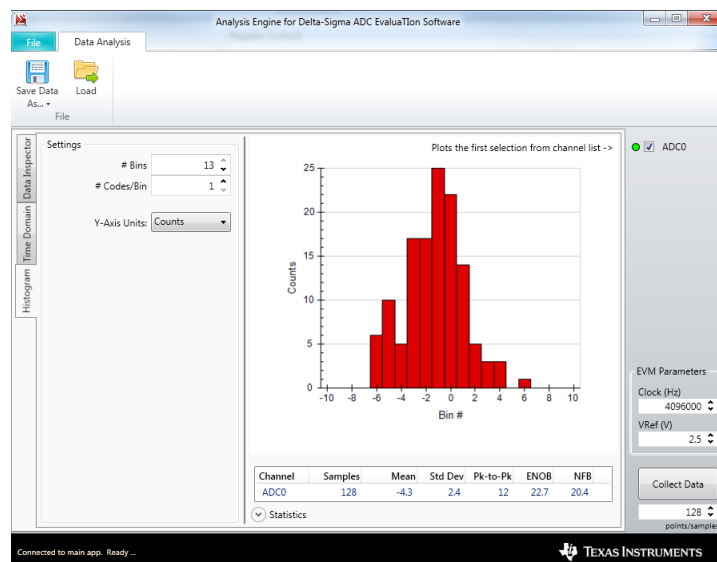 Analysis Engine for Delta-Sigma ADC EvaluaTIon Software
File
Data Analysis
Save Data As...
Load
File
Data Inspector
Time Domain
Histogram
Settings
# Bins 13
# Codes/Bin 1
Y-Axis Units: Counts
Plots the first selection from channel list ->
25
20
15
10
5
0
Counts
-10 -8 -6 -4 -2 0 2 4 6 8 10
Bin #
Channel Samples Mean Std Dev Pk-to-Pk ENOB NFB
ADC0 128 -4.3 2.4 12 22.7 20.4
Statistics
ADC0
EVM Parameters
Clock (Hz)
4096000
VRef (V)
2.5
Collect Data
128
points/sample
Connected to main app. Ready ...
TEXAS INSTRUMENTS